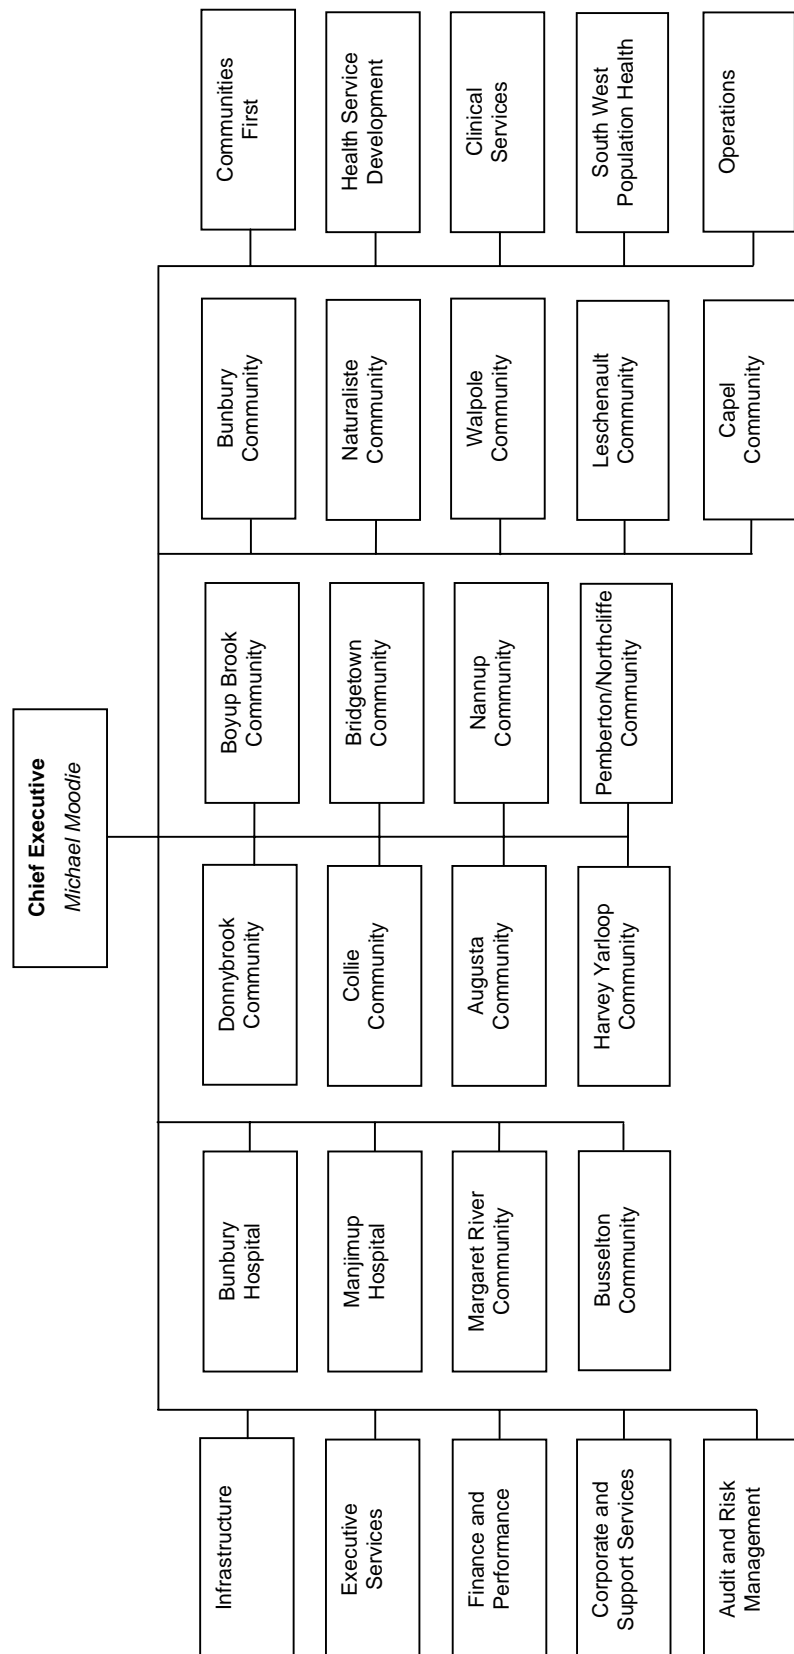 Chief Executive
Michael Moodie
Infrastructure
Executive
Services
Finance and
Performance
Corporate and
Support Services
Audit and Risk
Management
Bunbury
Hospital
Manjimup
Hospital
Margaret River
Community
Busselton
Community
Donnybrook
Community
Collie
Community
Augusta
Community
Harvey Yarloop
Community
Boyup Brook
Community
Bridgetown
Community
Nannup
Community
Pemberton/Northcliffe
Community
Bunbury
Community
Naturaliste
Community
Walpole
Community
Leschenault
Community
Capel
Community
Communities
First
Health Service
Development
Clinical
Services
South West
Population Health
Operations